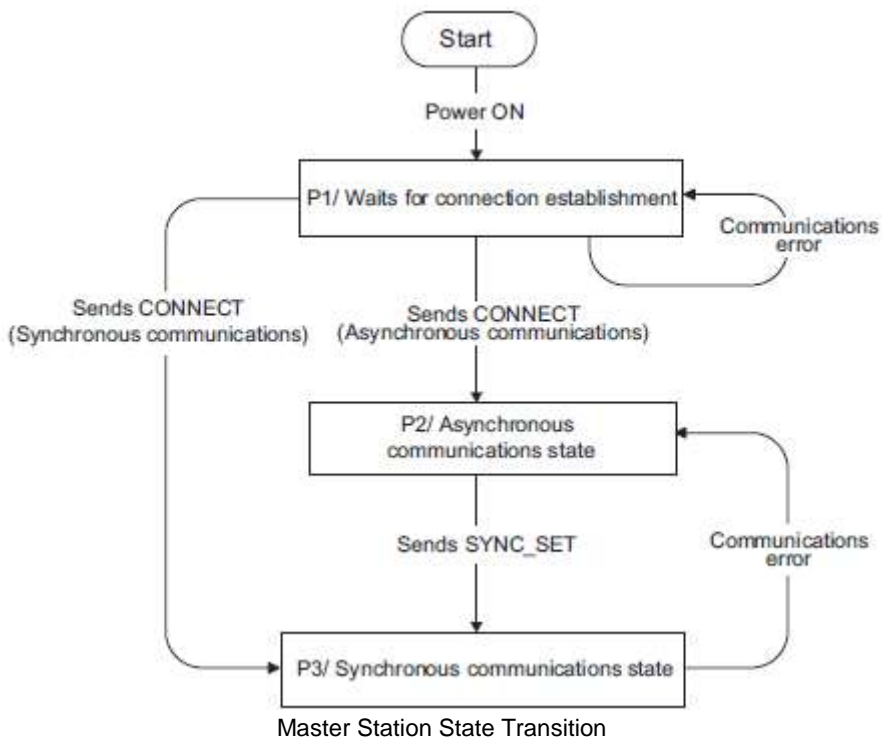 Start
Power ON
P1/ Waits for connection establishment
Communications
error
Sends CONNECT
(Synchronous communications)
Sends CONNECT
(Asynchronous communications)
P2/ Asynchronous
communications state
Sends SYNC_SET
Communications
error
P3/ Synchronous communications state
Master Station State Transition